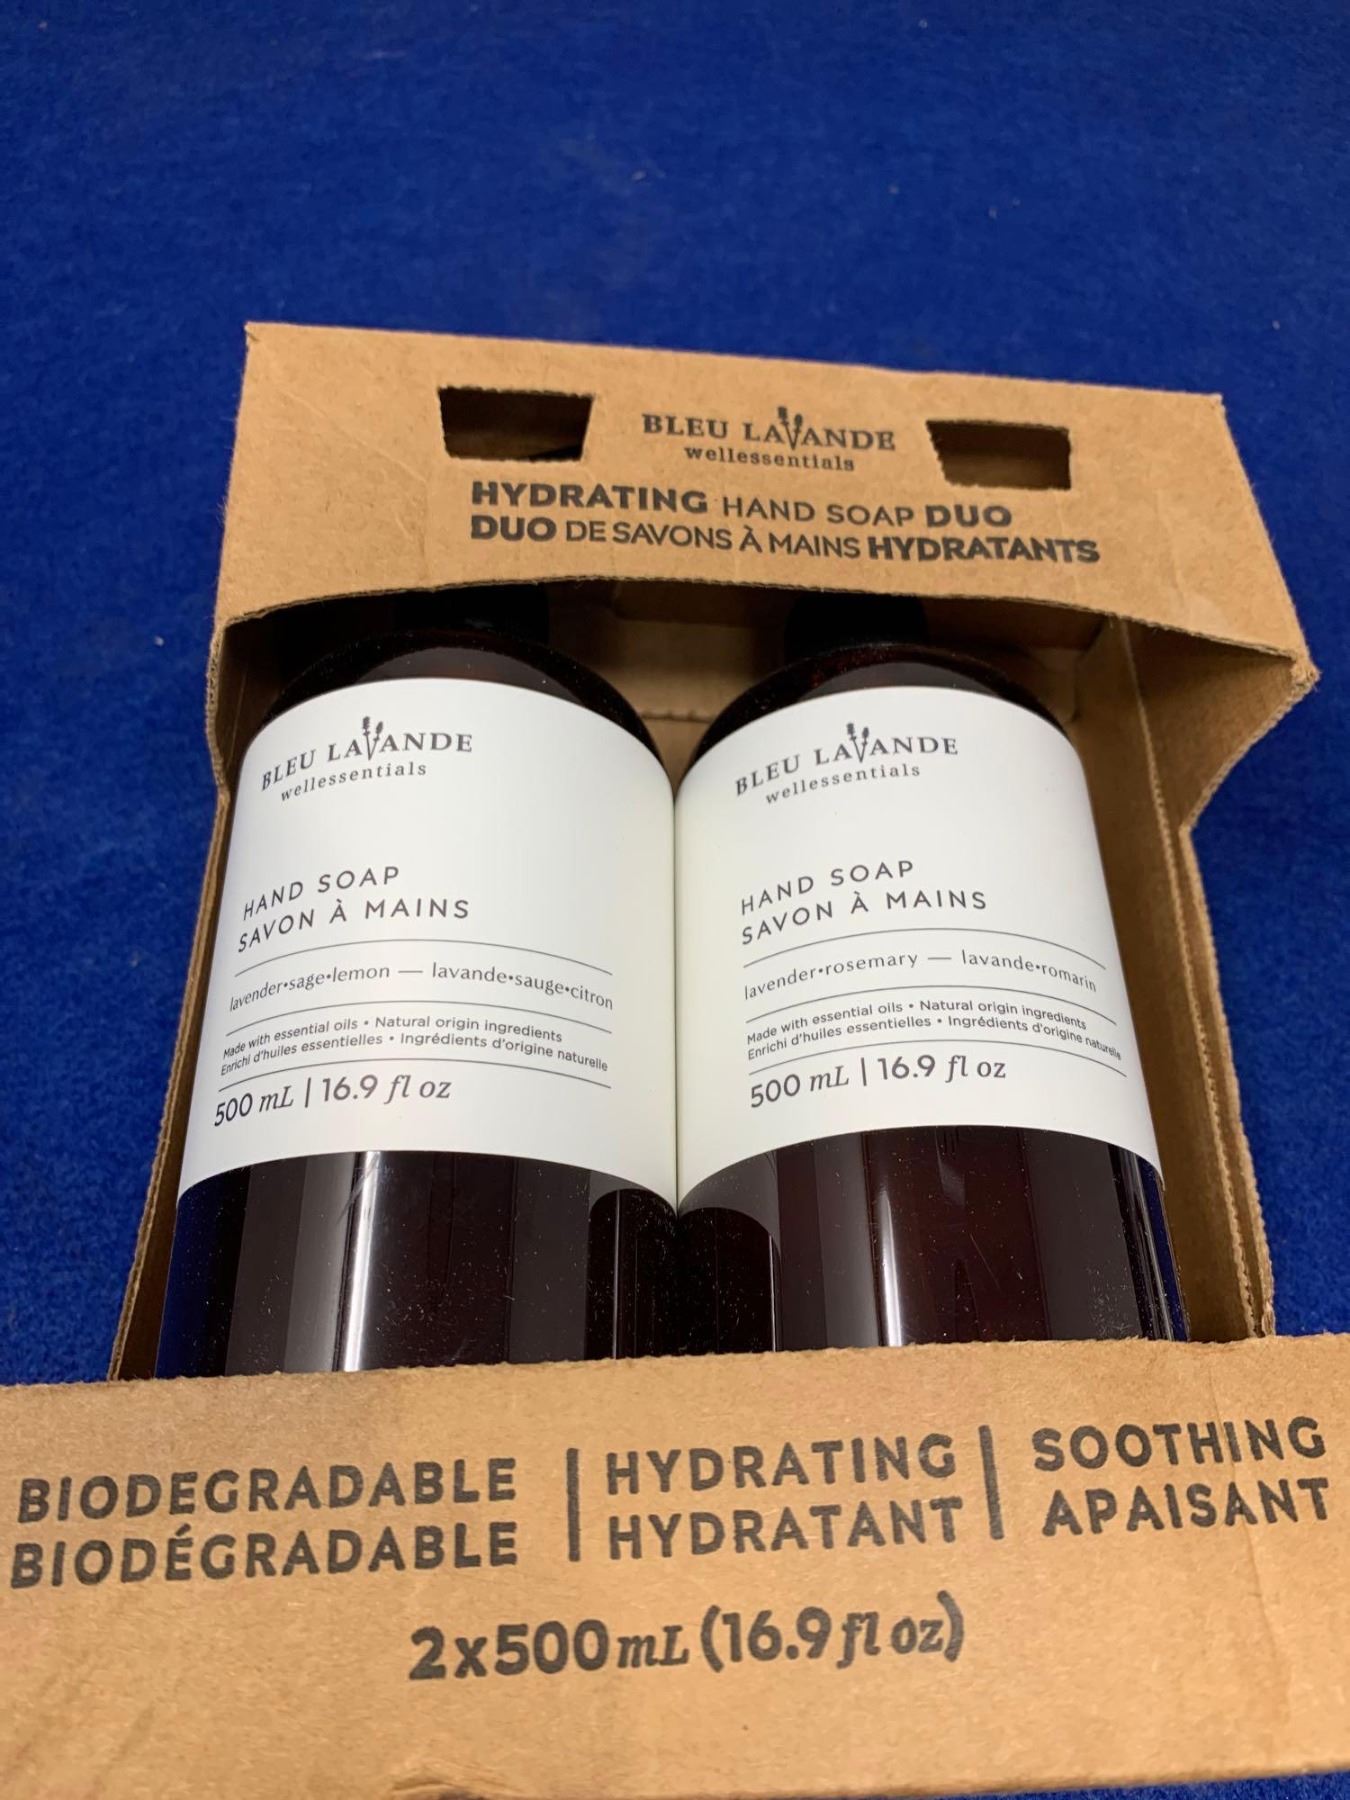 BLEU LAVANDE
wellessentials
HYDRATING HAND SOAP DUO
DUO DE SAVONS À MAINS HYDRATANTS
BLEU LAVANDE
wellessentials
HAND SOAP
SAVON À MAINS
lavender•sage•lemon — lavande•sauge•citron
Made with essential oils • Natural origin ingredients
Enrichi d'huiles essentielles • Ingrédients d'origine naturelle
500 mL | 16.9 fl oz
BLEU LAVANDE
wellessentials
HAND SOAP
SAVON À MAINS
lavender•rosemary — lavande•romarin
Made with essential oils • Natural origin ingredients
Enrichi d'huiles essentielles • Ingrédients d'origine naturelle
500 mL | 16.9 fl oz
BIODEGRADABLE | HYDRATING | SOOTHING
BIODÉGRADABLE | HYDRATANT | APAISANT
2x500mL (16.9 fl oz)